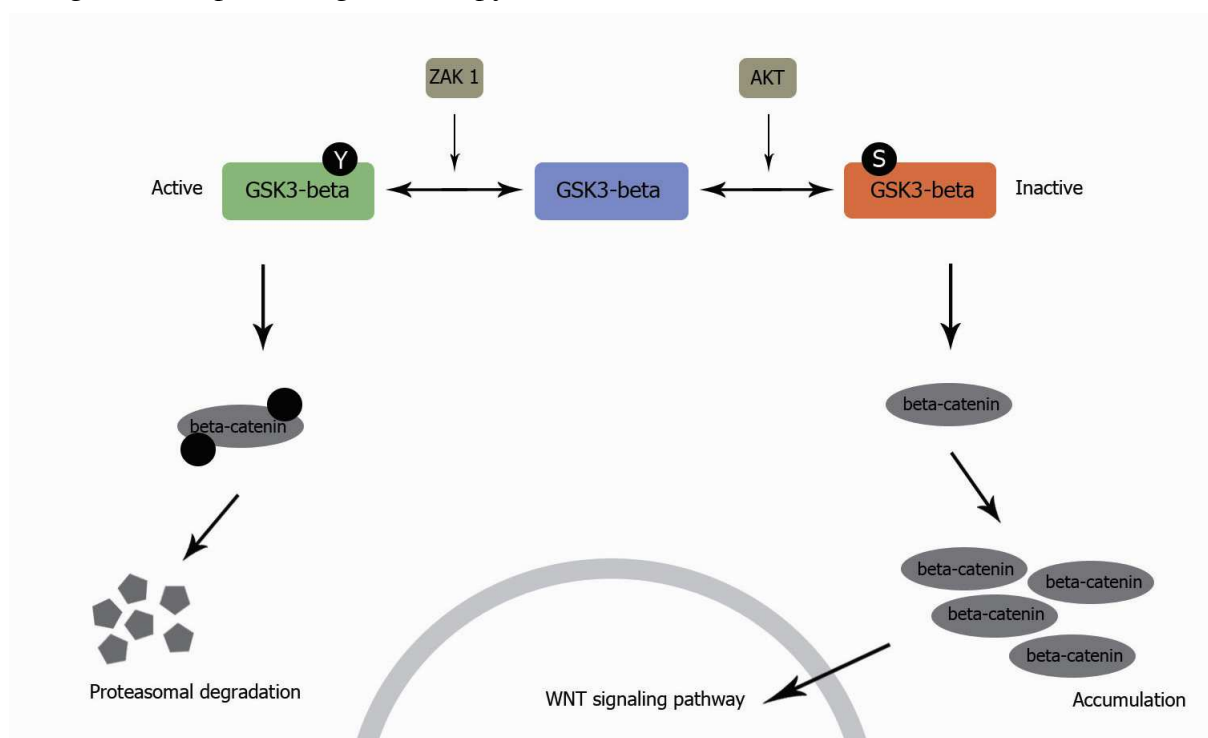 ZAK 1
AKT
Y
S
Active
GSK3-beta
GSK3-beta
GSK3-beta
Inactive
beta-catenin
beta-catenin
beta-catenin
beta-catenin
beta-catenin
beta-catenin
Proteasomal degradation
WNT signaling pathway
Accumulation